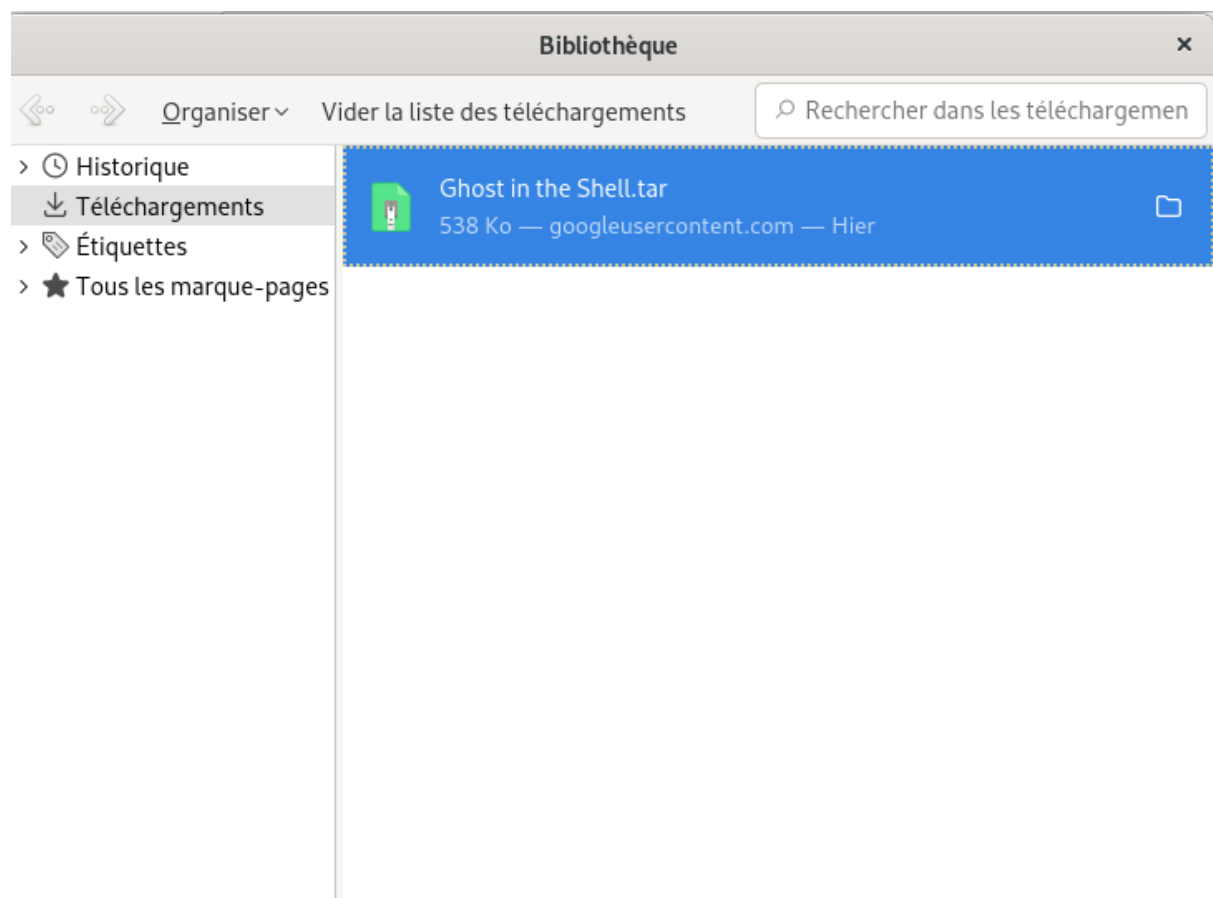 Bibliothèque
Organiser Vider la liste des téléchargements Rechercher dans les téléchargemen
Historique
Téléchargements
Étiquettes
Tous les marque-pages
Ghost in the Shell.tar
538 Ko — googleusercontent.com — Hier